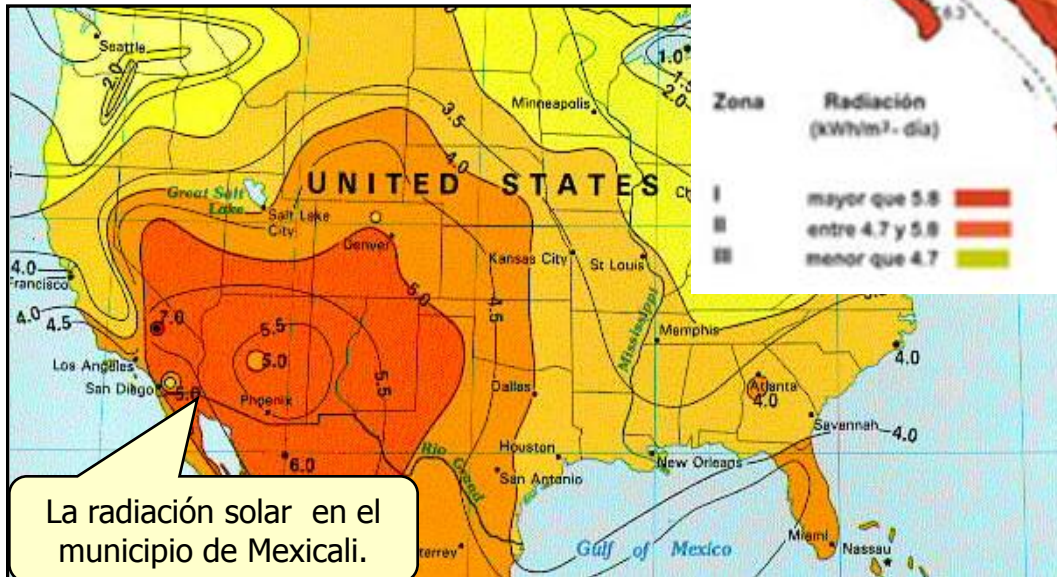 Seattle
2.0
Minneapolis
1.0
1.5
2.0
3.5
4.0
UNITED STATES
Great Salt
Lake
Salt Lake
City
Denver
Kansas City
St Louis
Mississippi
4.0
Francisco
4.0
4.5
5.0
4.5
7.0
5.5
5.0
5.5
Los Angeles
San Diego
Phoenix
Memphis
Dallas
Atlanta
4.0
4.0
Savannah
4.0
6.0
Houston
San Antonio
New Orleans
Rio Grand
terrey
Gulf of Mexico
Miami
Nassau
6.3
Zona Radiación
(kWh/m²- día)
I mayor que 5.8
II entre 4.7 y 5.8
III menor que 4.7
La radiación solar en el
municipio de Mexicali.